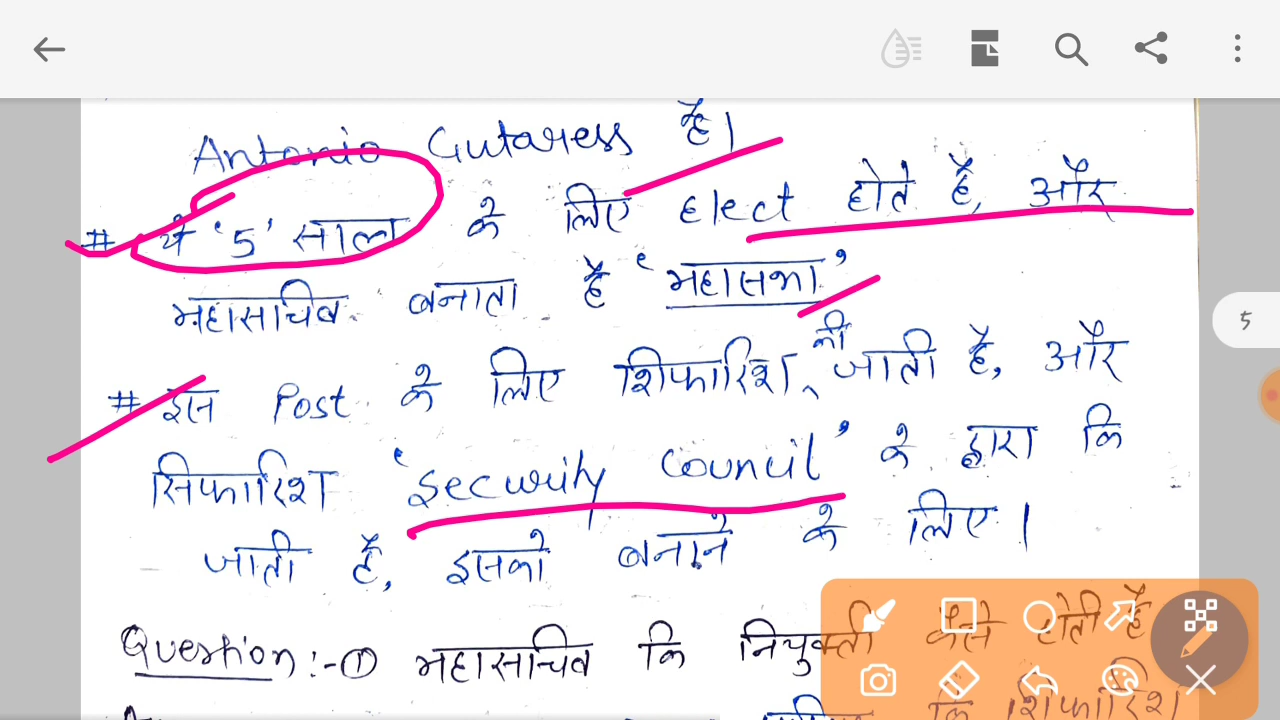 Antonio Gutaress है।
# ये '5' साल के लिए elect होते है, और
महासचिव बनाता है 'महासभा'
# इस Post के लिए शिफारिश की जाती है, और
सिफारिश 'Security Council' के द्वारा कि
जाती है, इसको बनाने के लिए।
5
Question:-① महासचिव कि नियुक्ती कैसे होती है
कि शिफारिश